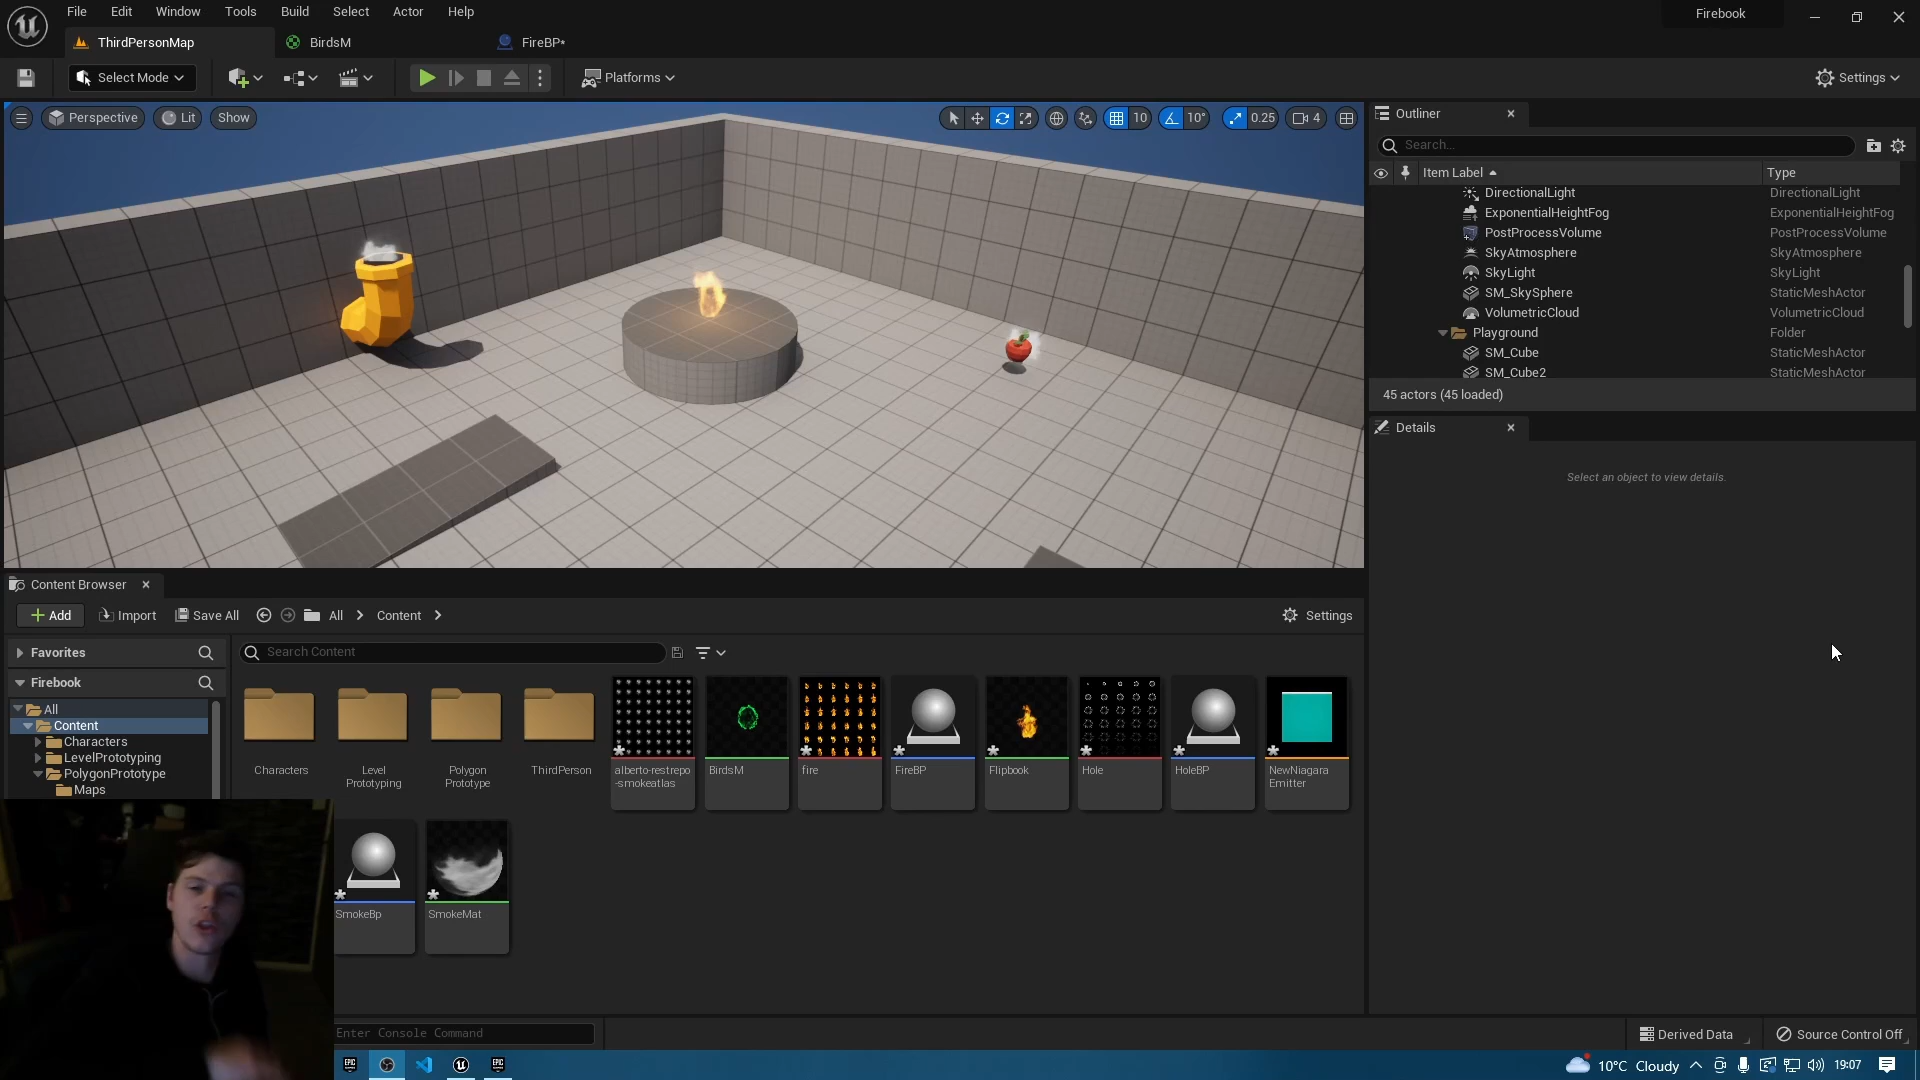 File Edit Window Tools Build Select Actor Help
Firebook
ThirdPersonMap
BirdsM
FireBP*
Select Mode
Platforms
Settings
Perspective
Lit
Show
10
10°
0.25
4
Outliner
Search...
Item Label
Type
DirectionalLight DirectionalLight
ExponentialHeightFog ExponentialHeightFog
PostProcessVolume PostProcessVolume
SkyAtmosphere SkyAtmosphere
SkyLight SkyLight
SM_SkySphere StaticMeshActor
VolumetricCloud VolumetricCloud
Playground Folder
SM_Cube StaticMeshActor
SM_Cube2 StaticMeshActor
45 actors (45 loaded)
Details
Select an object to view details.
Content Browser
Add
Import
Save All
All
Content
Settings
Favorites
Search Content
Firebook
All
Content
Characters
LevelPrototyping
PolygonPrototype
Maps
Characters
Level
Prototyping
Polygon
Prototype
ThirdPerson
alberto-restrepo
-smokeatlas
BirdsM
fire
FireBP
Flipbook
Hole
HoleBP
NewNiagara
Emitter
SmokeBp
SmokeMat
Enter Console Command
Derived Data
Source Control Off
EPIC
EPIC
10°C Cloudy
19:07